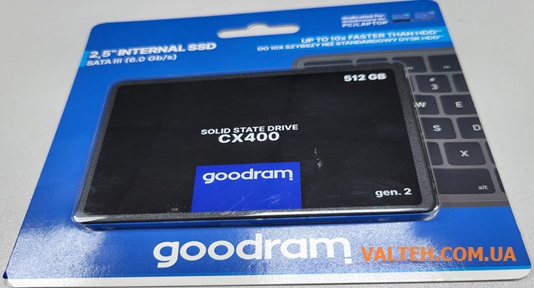 2,5" INTERNAL SSD
SATA III (6.0 Gb/s)
dedicated for
PC/LAPTOP
UP TO 10x FASTER THAN HDD
DO 10X SZYBSZY NIŻ STANDARDOWY DYSK HDD
512 GB
SOLID STATE DRIVE
CX400
goodram
gen. 2
#
3
alt
goodram
VALTEH.COM.UA